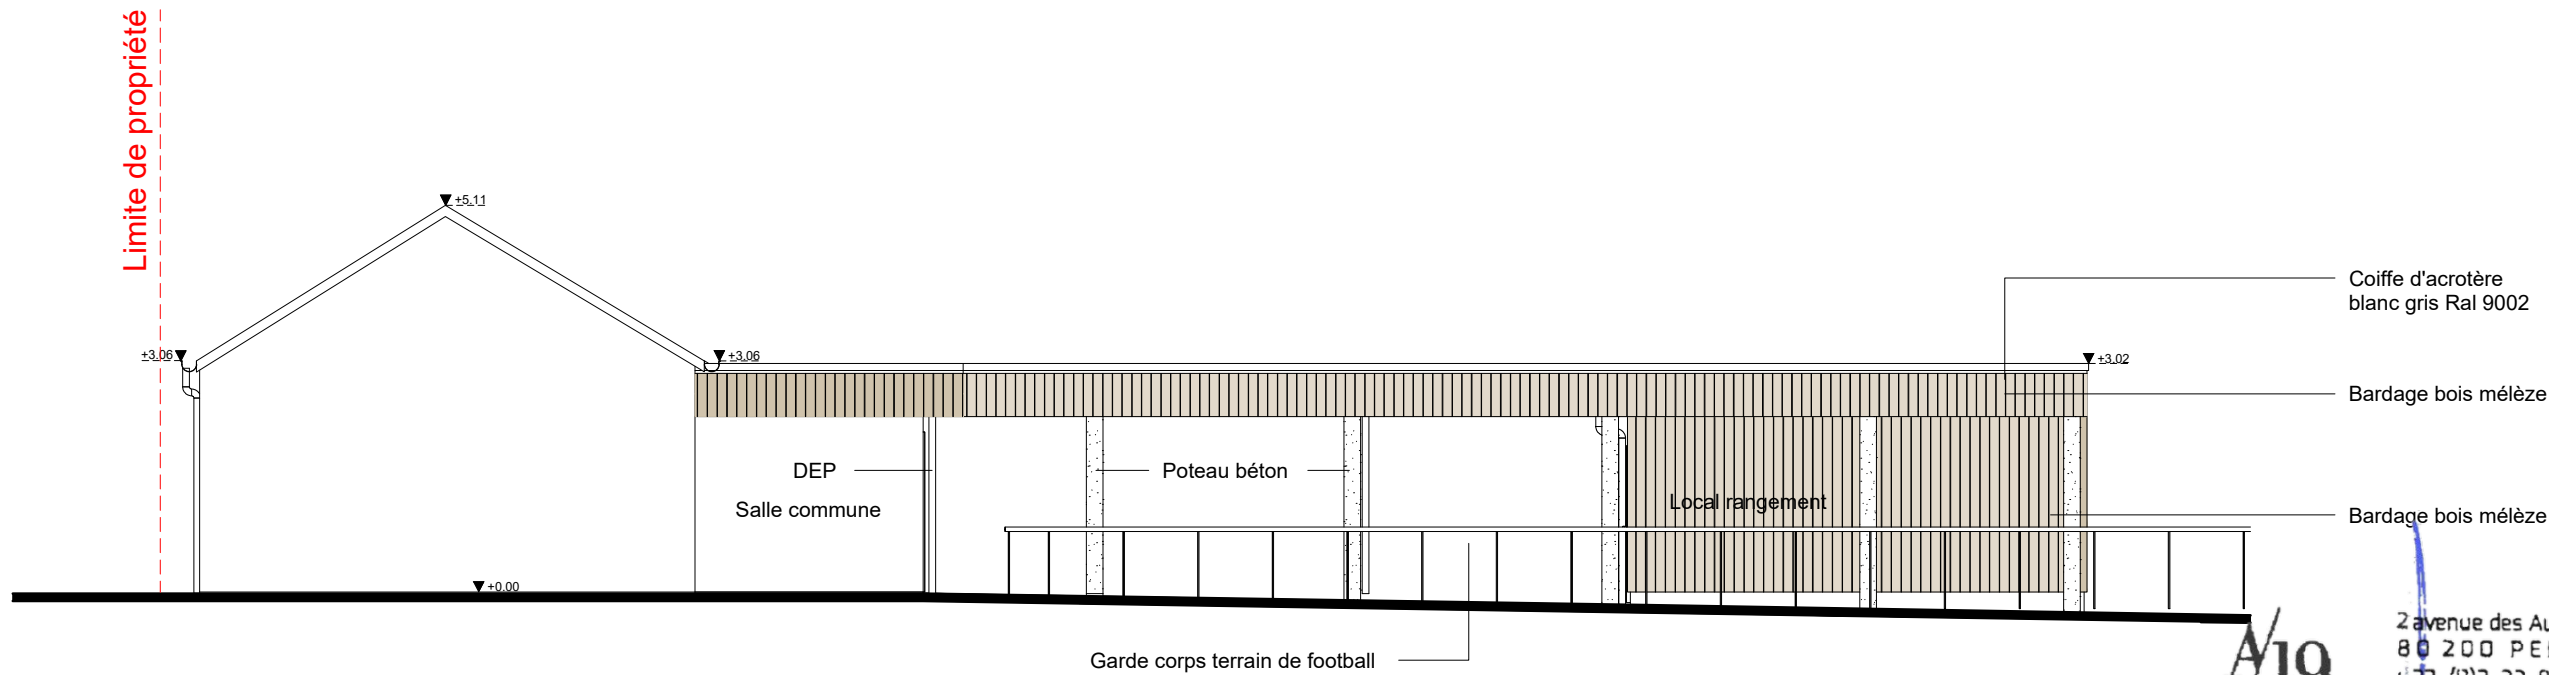 Limite de propriété
+5.11
+3.06
+3.06
+3.02
Coiffe d'acrotère
blanc gris Ral 9002
Bardage bois mélèze
DEP
Poteau béton
Salle commune
Local rangement
Bardage bois mélèze
+0.00
Garde corps terrain de football
A/19
2 avenue des
80 200